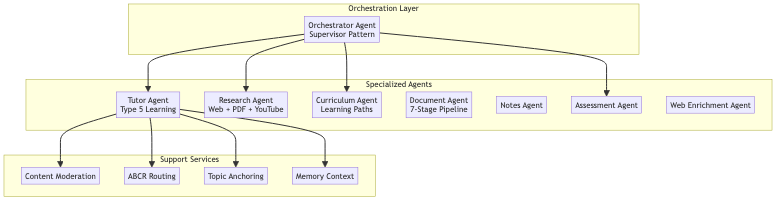 Orchestration Layer
Orchestrator Agent
Supervisor Pattern
Specialized Agents
Tutor Agent
Type 5 Learning
Research Agent
Web + PDF + YouTube
Curriculum Agent
Learning Paths
Document Agent
7-Stage Pipeline
Notes Agent
Assessment Agent
Web Enrichment Agent
Support Services
Content Moderation
ABCR Routing
Topic Anchoring
Memory Context